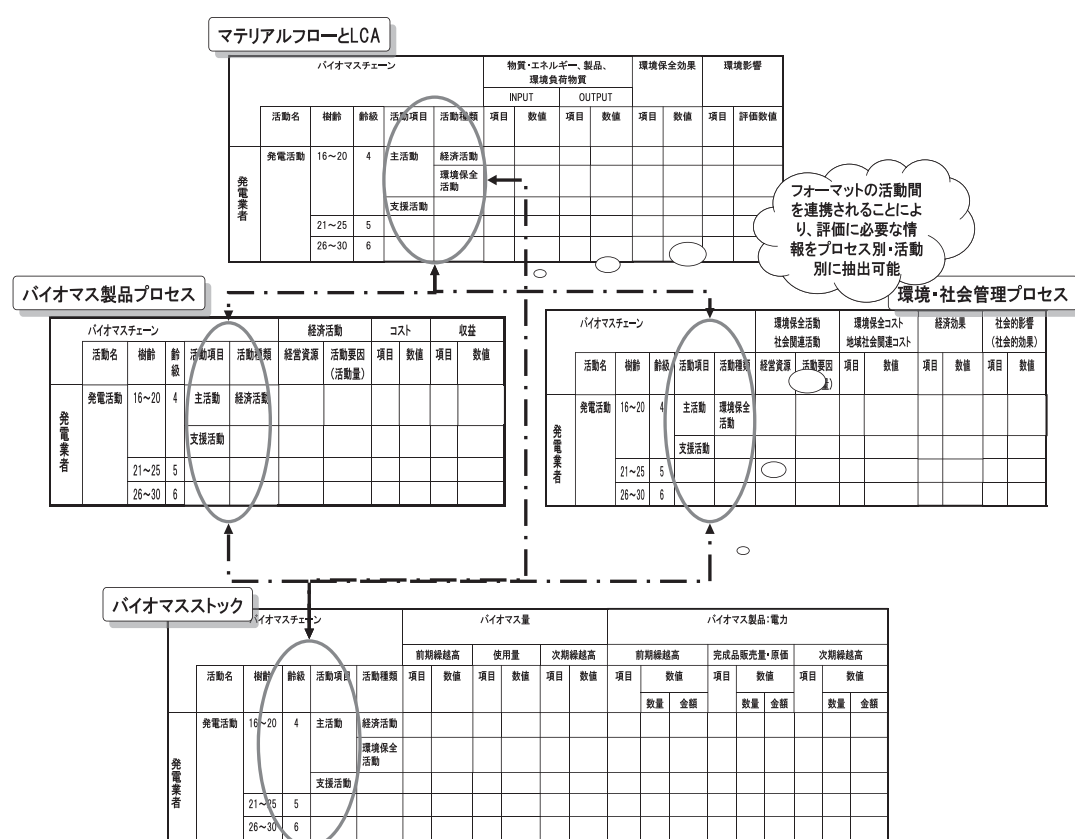 マテリアルフローとLCA
バイオマスチェーン 物質・エネルギー、製品、 環境保全効果 環境影響
環境負荷物質
INPUT OUTPUT
活動名 樹齢 齢級 活動項目 活動種類 項目 数値 項目 数値 項目 数値 項目 評価数値
発電業者
発電活動 16～20 4 主活動 経済活動
環境保全
活動
支援活動
21～25 5
26～30 6
フォーマットの活動間
を連携されることによ
り、評価に必要な情
報をプロセス別・活動
別に抽出可能
バイオマス製品プロセス
バイオマスチェーン 経済活動 コスト 収益
活動名 樹齢 齢級 活動項目 活動種類 経営資源 活動要因 項目 数値 項目 数値
(活動量)
発電業者
発電活動 16～20 4 主活動 経済活動
支援活動
21～25 5
26～30 6
環境・社会管理プロセス
バイオマスチェーン 環境保全活動 環境保全コスト 経済効果 社会的影響
社会関連活動 地域社会関連コスト (社会的効果)
活動名 樹齢 齢級 活動項目 活動種類 経営資源 活動要因 項目 数値 項目 数値 項目 数値
発電業者
発電活動 16～20 4 主活動 環境保全
活動
支援活動
21～25 5
26～30 6
バイオマスストック
バイオマスチェーン バイオマス量 バイオマス製品：電力
前期繰越高 使用量 次期繰越高 前期繰越高 完成品販売量・原価 次期繰越高
活動名 樹齢 齢級 活動項目 活動種類 項目 数値 項目 数値 項目 数値 項目 数値 項目 数値 項目 数値
数量 金額 数量 金額 数量 金額
発電業者
発電活動 16～20 4 主活動 経済活動
環境保全
活動
支援活動
21～25 5
26～30 6